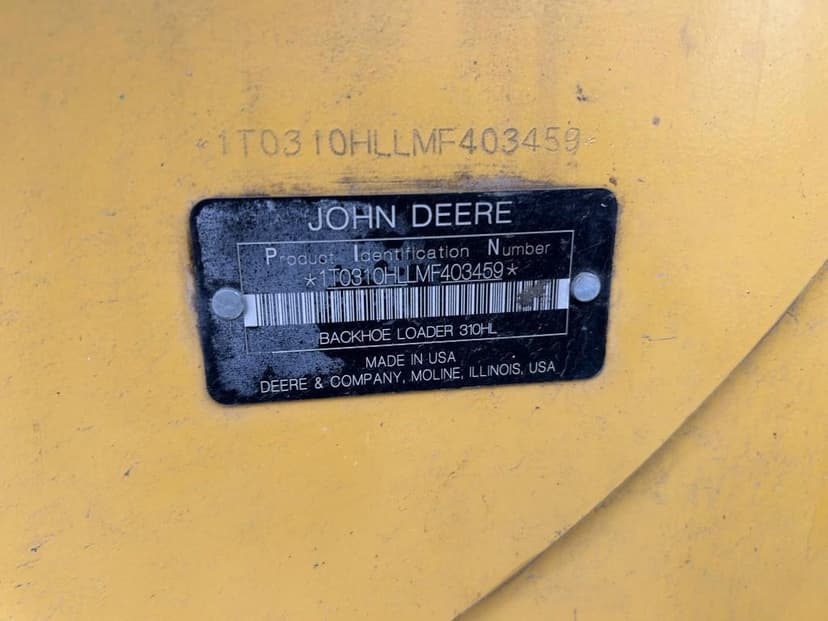 *1T0310HLLMF403459*
JOHN DEERE
Product Identification Number
*1T0310HLLMF403459*
BACKHOE LOADER 310HL
MADE IN USA
DEERE & COMPANY, MOLINE, ILLINOIS, USA